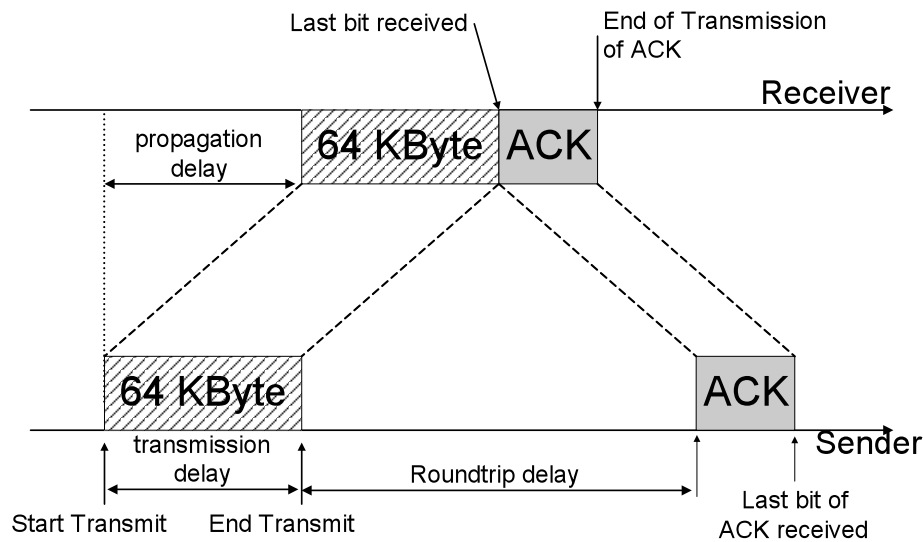 Last bit received
End of Transmission
of ACK
Receiver
propagation
delay
64 KByte
ACK
64 KByte
ACK
Sender
transmission
delay
Roundtrip delay
Start Transmit
End Transmit
Last bit of
ACK received